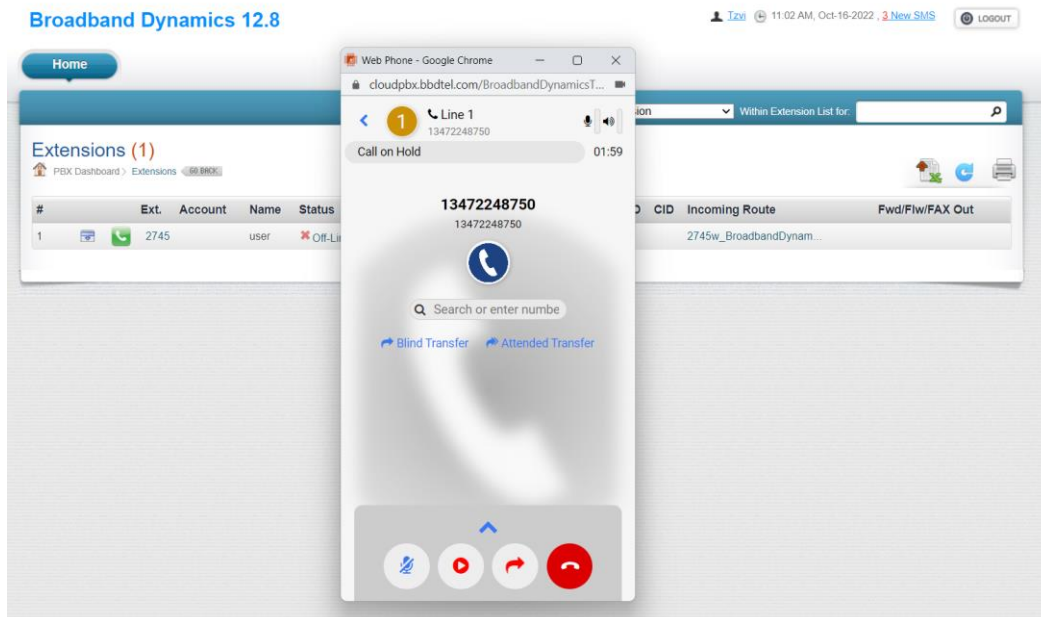 Broadband Dynamics 12.8
Tzvi 11:02 AM, Oct-16-2022 , 3 New SMS
LOGOUT
Home
Within Extension List for:
Extensions (1)
PBX Dashboard > Extensions GO BACK
# Ext. Account Name Status CID Incoming Route Fwd/Flw/FAX Out
1 2745 user Off-Li 2745w_BroadbandDynam...
Web Phone - Google Chrome
cloudpbx.bbdtel.com/BroadbandDynamicsT...
1 Line 1
13472248750
Call on Hold 01:59
13472248750
13472248750
Search or enter numbe
Blind Transfer Attended Transfer